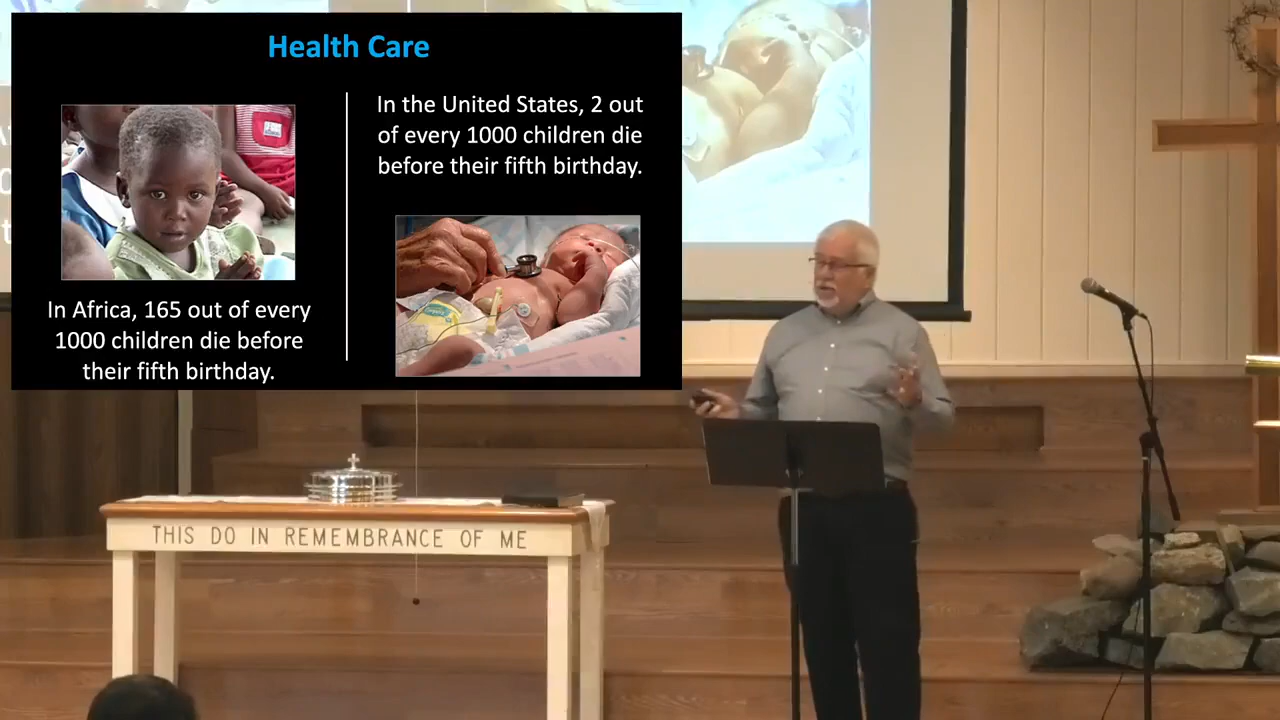 Health Care
In Africa, 165 out of every
1000 children die before
their fifth birthday.
In the United States, 2 out
of every 1000 children die
before their fifth birthday.
THIS DO IN REMEMBRANCE OF ME